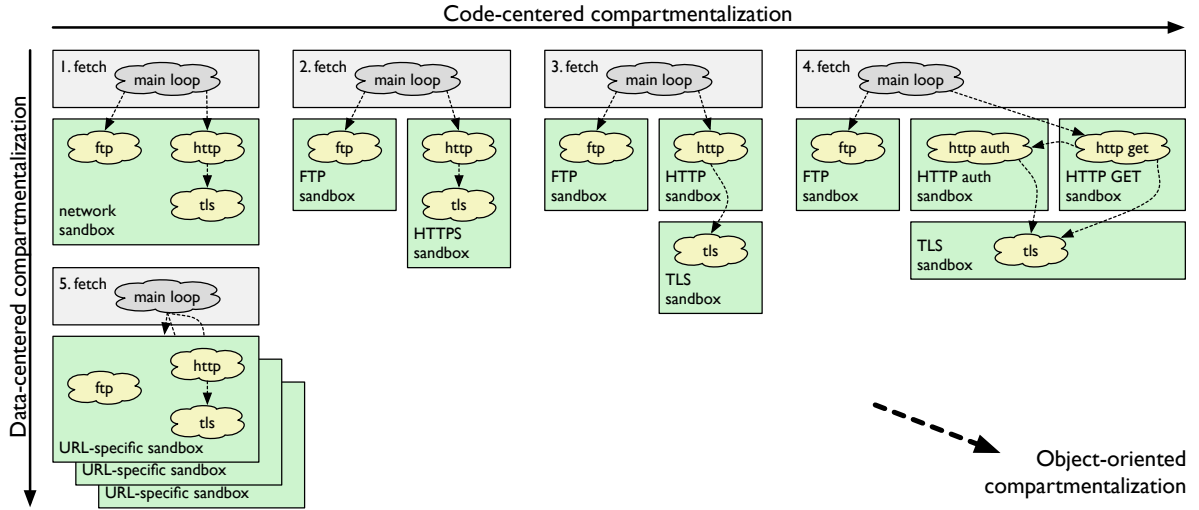 Code-centered compartmentalization
Data-centered compartmentalization
1. fetch
main loop
ftp
http
tls
network
sandbox
2. fetch
main loop
ftp
FTP
sandbox
http
tls
HTTPS
sandbox
3. fetch
main loop
ftp
FTP
sandbox
http
HTTP
sandbox
tls
TLS
sandbox
4. fetch
main loop
ftp
FTP
sandbox
http auth
HTTP auth
sandbox
http get
HTTP GET
sandbox
tls
TLS
sandbox
5. fetch
main loop
ftp
http
tls
URL-specific sandbox
URL-specific sandbox
URL-specific sandbox
Object-oriented
compartmentalization